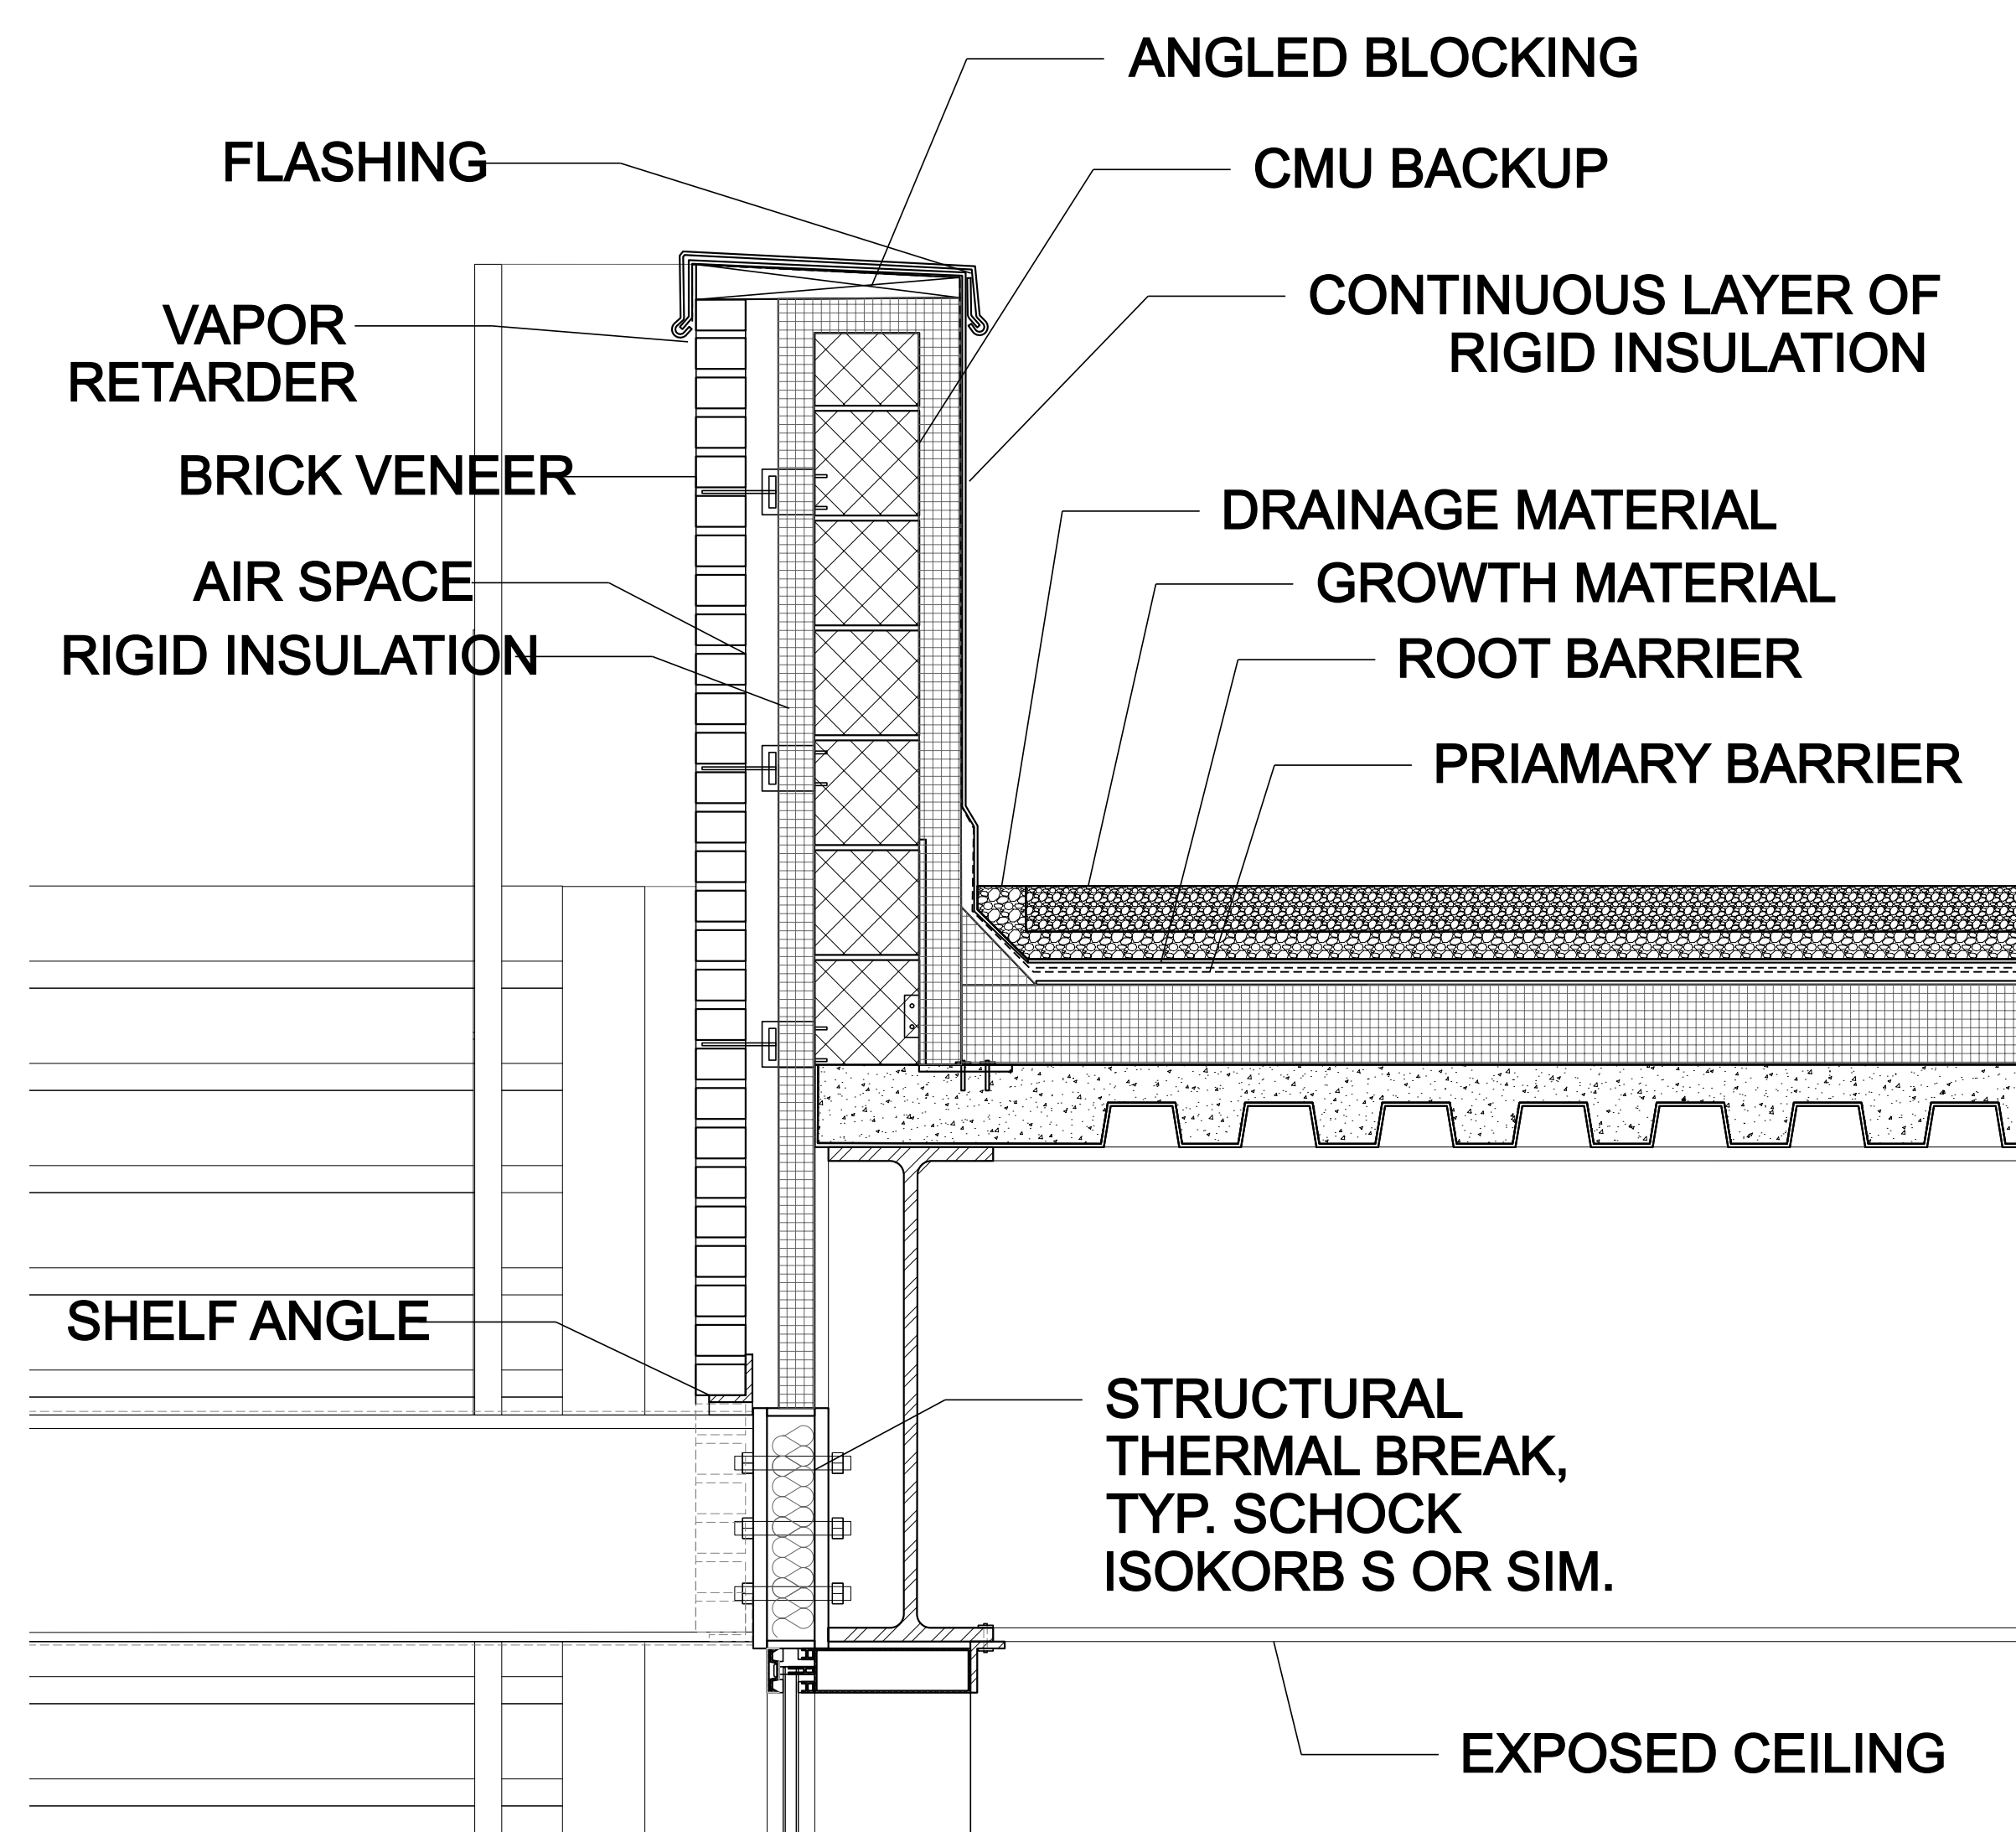 ANGLED BLOCKING
FLASHING
CMU BACKUP
CONTINUOUS LAYER OF
RIGID INSULATION
VAPOR
RETARDER
BRICK VENEER
DRAINAGE MATERIAL
AIR SPACE
GROWTH MATERIAL
RIGID INSULATION
ROOT BARRIER
PRIAMARY BARRIER
SHELF ANGLE
STRUCTURAL
THERMAL BREAK,
TYP. SCHOCK
ISOKORB S OR SIM.
EXPOSED CEILING